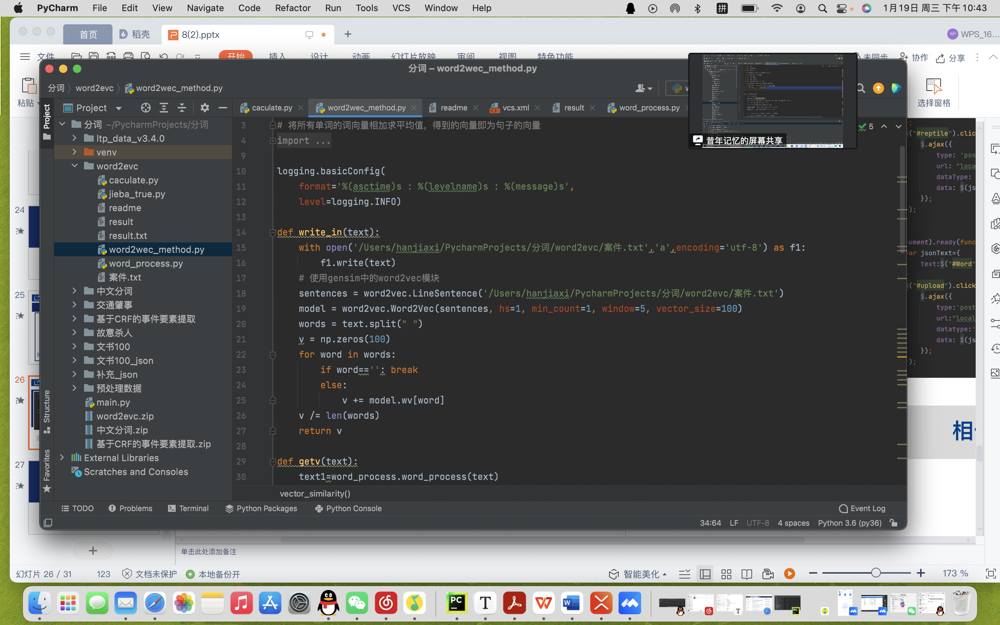 PyCharm File Edit View Navigate Code Refactor Run Tools VCS Window Help
拼 1月19日 周三 下午10:43
首页 稻壳 8(2).pptx WPS_16...
文件 开始 插入 设计 动画 幻灯片放映 审阅 视图 特色功能 未同步 协作 分享
粘贴
选择窗格
分词 – word2wec_method.py
分词 word2evc word2wec_method.py
Project
caculate.py word2wec_method.py readme vcs.xml result word_process.py
昔年记忆的屏幕共享
5
Project
Structure
Favorites
分词 ~/PycharmProjects/分词
ltp_data_v3.4.0
venv
word2evc
caculate.py
jieba_true.py
readme
result
result.txt
word2wec_method.py
word_process.py
案件.txt
中文分词
交通肇事
基于CRF的事件要素提取
故意杀人
文书100
文书100_json
补充_json
预处理数据
main.py
word2evc.zip
中文分词.zip
基于CRF的事件要素提取.zip
External Libraries
Scratches and Consoles
3 # 将所有单词的词向量相加求平均值，得到的向量即为句子的向量
4 import ...
9
10 logging.basicConfig(
11 format='%(asctime)s : %(levelname)s : %(message)s',
12 level=logging.INFO)
13
14 def write_in(text):
15 with open('/Users/hanjiaxi/PycharmProjects/分词/word2evc/案件.txt','a',encoding='utf-8') as f1:
16 f1.write(text)
17 # 使用gensim中的word2vec模块
18 sentences = word2vec.LineSentence('/Users/hanjiaxi/PycharmProjects/分词/word2evc/案件.txt')
19 model = word2vec.Word2Vec(sentences, hs=1, min_count=1, window=5, vector_size=100)
20 words = text.split(" ")
21 v = np.zeros(100)
22 for word in words:
23 if word=='': break
24 else:
25 v += model.wv[word]
26 v /= len(words)
27 return v
28
29 def getv(text):
30 text1=word_process.word_process(text)
vector_similarity()
TODO Problems Terminal Python Packages Python Console Event Log
34:64 LF UTF-8 4 spaces Python 3.6 (py36)
("#reptile").clic
$.ajax({
type: 'pos
url: "loca
dataType:
data: $(js
});
);
cument).ready(func
var jsonText={
text:$("#Word"
("#upload").click
$.ajax({
type:'post
url:"local
datatype:'
data: $(js
});
);
相
24
25
26
27
单击此处添加备注
幻灯片 26 / 31 123 文档未保护 本地备份开 智能美化 173 %